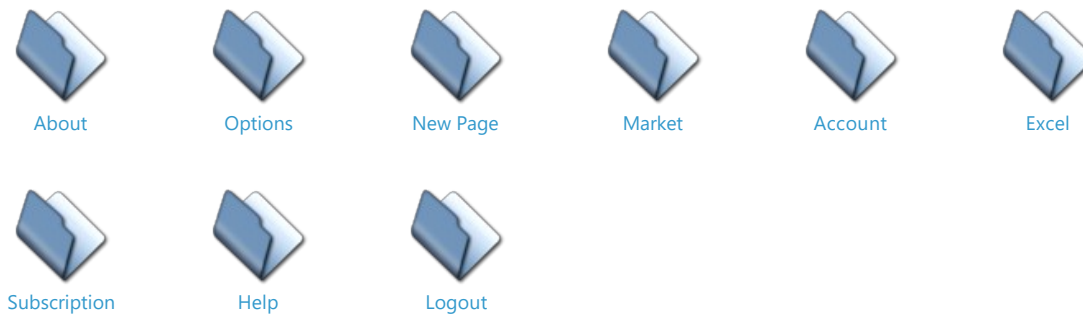 About
Options
New Page
Market
Account
Excel
Subscription
Help
Logout